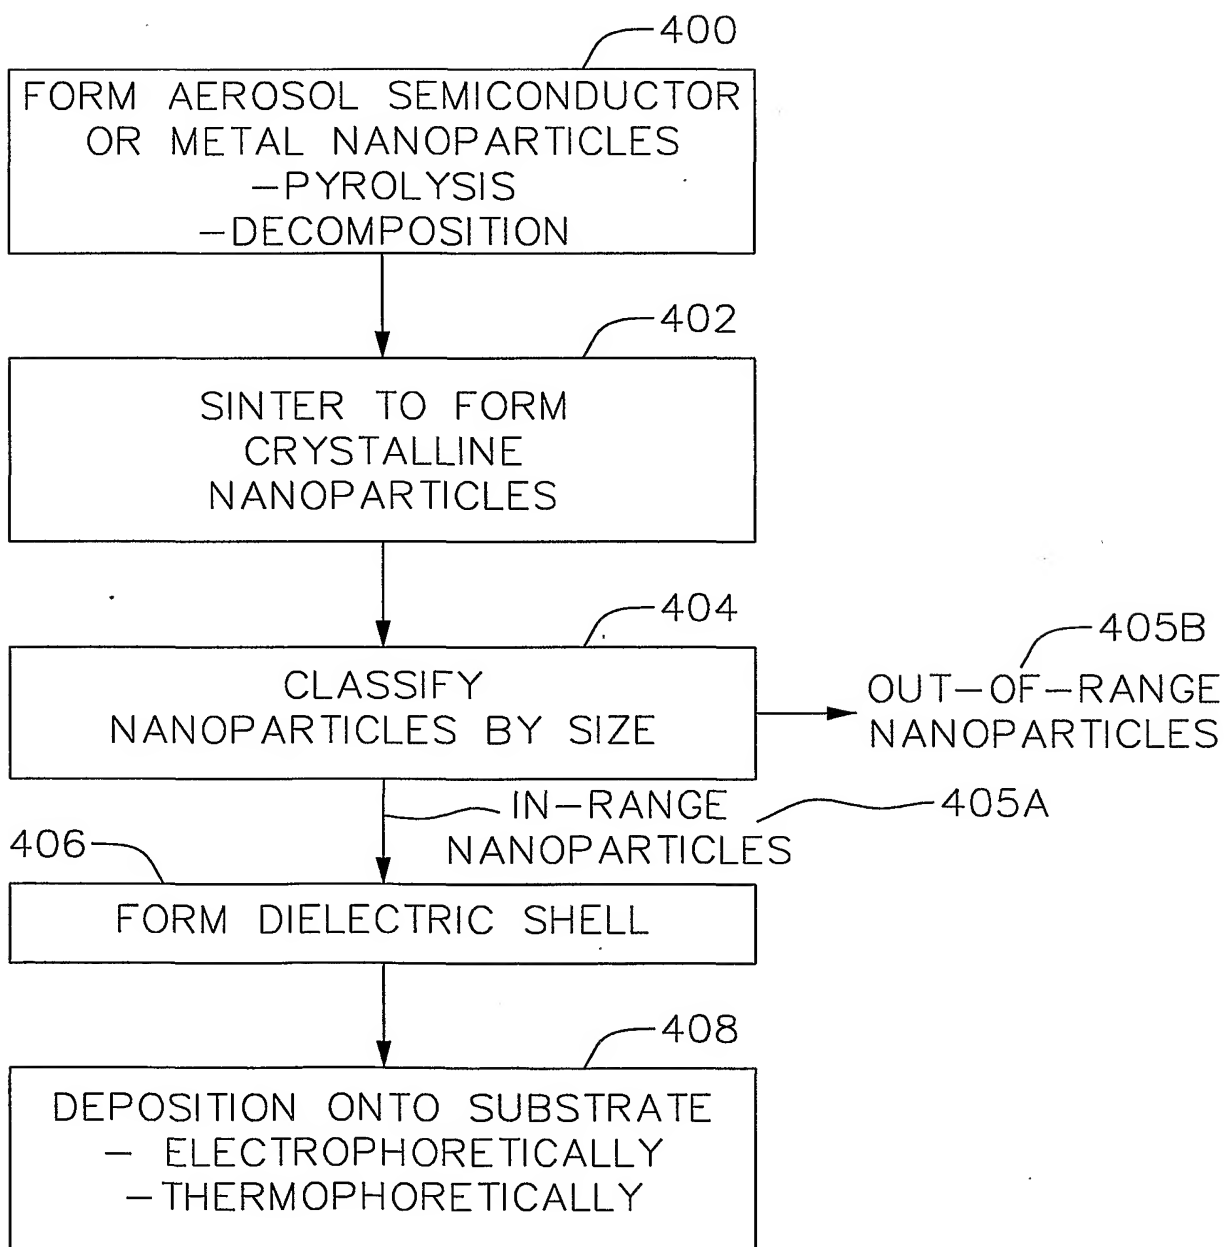 400
FORM AEROSOL SEMICONDUCTOR
OR METAL NANOPARTICLES
-PYROLYSIS
-DECOMPOSITION
402
SINTER TO FORM
CRYSTALLINE
NANOPARTICLES
404
CLASSIFY
NANOPARTICLES BY SIZE
405B
OUT-OF-RANGE
NANOPARTICLES
IN-RANGE
NANOPARTICLES
405A
406
FORM DIELECTRIC SHELL
408
DEPOSITION ONTO SUBSTRATE
- ELECTROPHORETICALLY
-THERMOPHORETICALLY